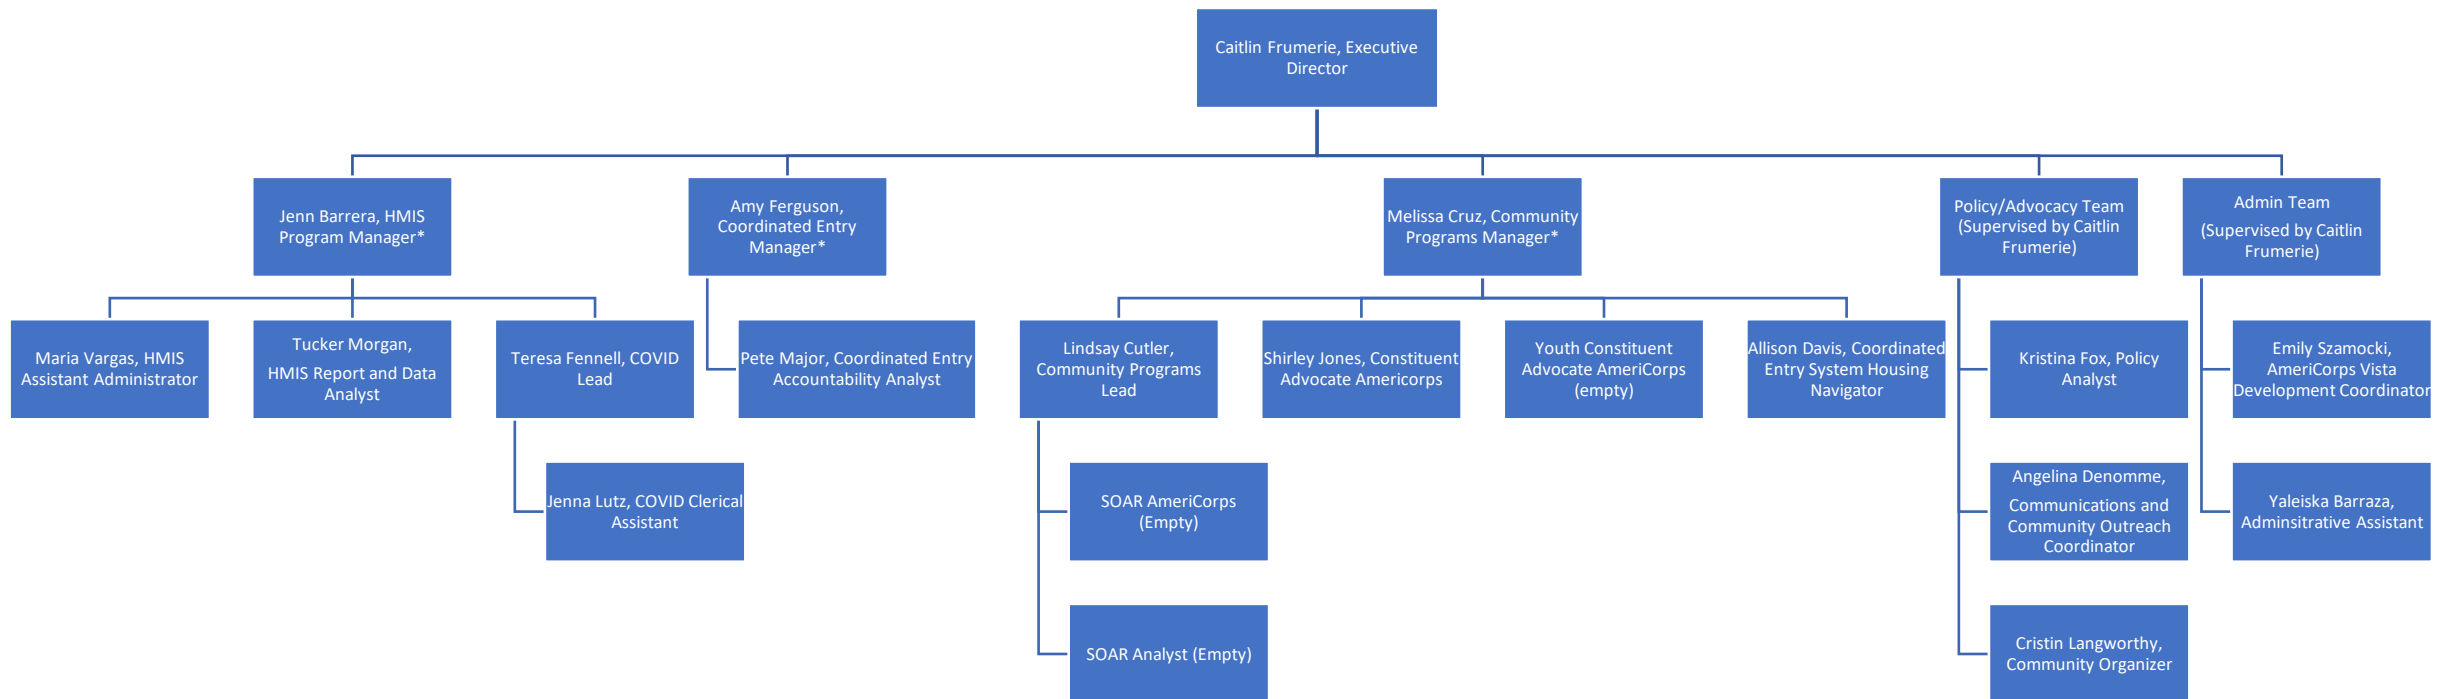 Caitlin Frumerie, Executive
Director
Jenn Barrera, HMIS
Program Manager*
Amy Ferguson,
Coordinated Entry
Manager*
Melissa Cruz, Community
Programs Manager*
Policy/Advocacy Team
(Supervised by Caitlin
Frumerie)
Admin Team
(Supervised by Caitlin
Frumerie)
Maria Vargas, HMIS
Assistant Administrator
Tucker Morgan,
HMIS Report and Data
Analyst
Teresa Fennell, COVID
Lead
Pete Major, Coordinated Entry
Accountability Analyst
Lindsay Cutler,
Community Programs
Lead
Shirley Jones, Constituent
Advocate Americorps
Youth Constituent
Advocate AmeriCorps
(empty)
Allison Davis, Coordinated
Entry System Housing
Navigator
Kristina Fox, Policy
Analyst
Emily Szamocki,
AmeriCorps Vista
Development Coordinator
Jenna Lutz, COVID Clerical
Assistant
SOAR AmeriCorps
(Empty)
Angelina Denomme,
Communications and
Community Outreach
Coordinator
Yaleiska Barraza,
Adminsitrative Assistant
SOAR Analyst (Empty)
Cristin Langworthy,
Community Organizer